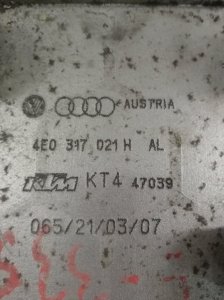 AUSTRIA
4E0 317 021 H AL
KTM KT4 47039
065/21/03/07